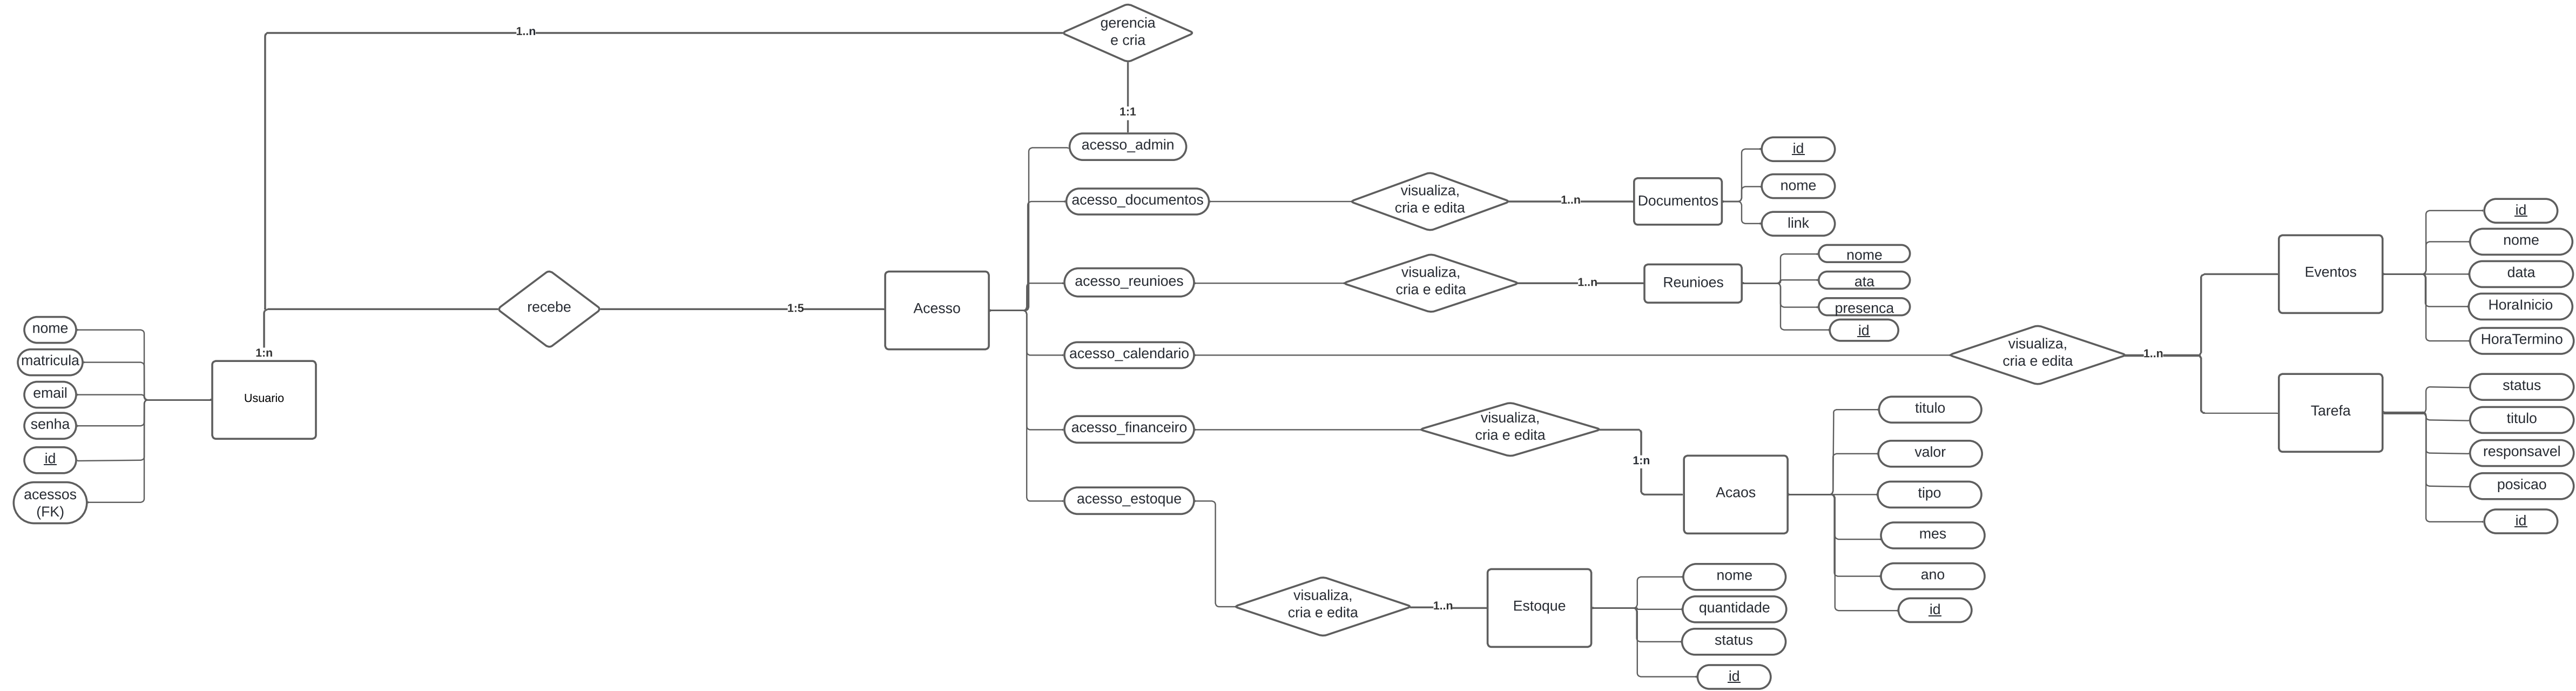 gerencia
e cria
1..n
1:1
acesso_admin
acesso_documentos
visualiza,
cria e edita
1..n
Documentos
id
nome
link
acesso_reunioes
visualiza,
cria e edita
1..n
Reunioes
nome
ata
presenca
id
recebe
1:5
Acesso
1:n
Usuario
nome
matricula
email
senha
id
acessos
(FK)
acesso_calendario
visualiza,
cria e edita
1..n
Eventos
id
nome
data
HoraInicio
HoraTermino
Tarefa
status
titulo
responsavel
posicao
id
acesso_financeiro
visualiza,
cria e edita
1:n
Acaos
titulo
valor
tipo
mes
ano
id
acesso_estoque
visualiza,
cria e edita
1..n
Estoque
nome
quantidade
status
id